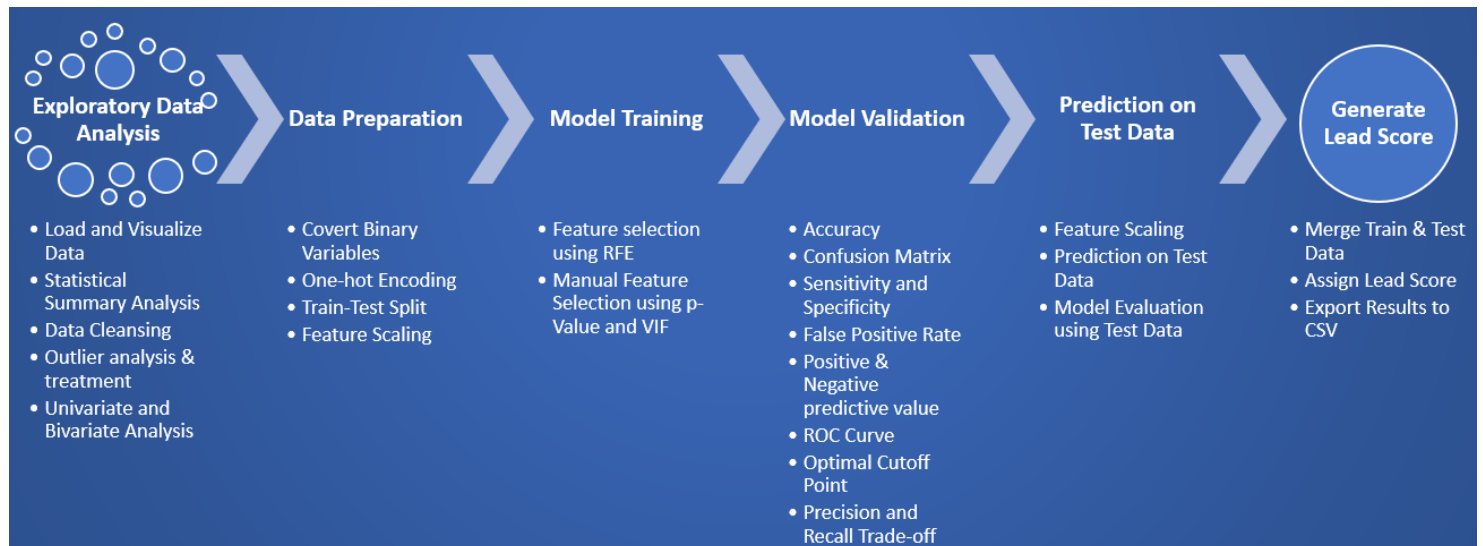 Exploratory Data
Analysis
• Load and Visualize
Data
• Statistical
Summary Analysis
• Data Cleansing
• Outlier analysis &
treatment
• Univariate and
Bivariate Analysis
Data Preparation
• Covert Binary
Variables
• One-hot Encoding
• Train-Test Split
• Feature Scaling
Model Training
• Feature selection
using RFE
• Manual Feature
Selection using p-
Value and VIF
Model Validation
• Accuracy
• Confusion Matrix
• Sensitivity and
Specificity
• False Positive Rate
• Positive &
Negative
predictive value
• ROC Curve
• Optimal Cutoff
Point
• Precision and
Recall Trade-off
Prediction on
Test Data
• Feature Scaling
• Prediction on Test
Data
• Model Evaluation
using Test Data
Generate
Lead Score
• Merge Train & Test
Data
• Assign Lead Score
• Export Results to
CSV